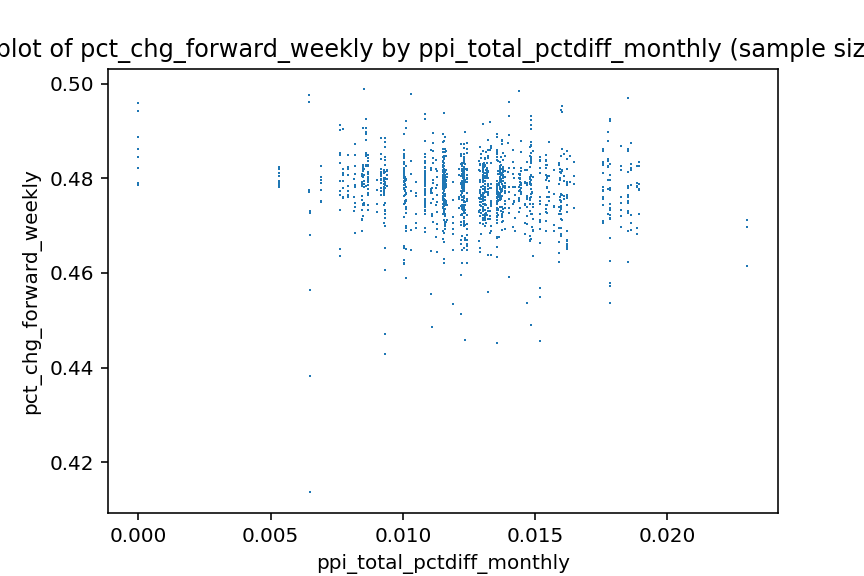 plot of pct_chg_forward_weekly by ppi_total_pctdiff_monthly (sample siz
0.50
0.48
0.46
0.44
0.42
pct_chg_forward_weekly
0.000 0.005 0.010 0.015 0.020
ppi_total_pctdiff_monthly